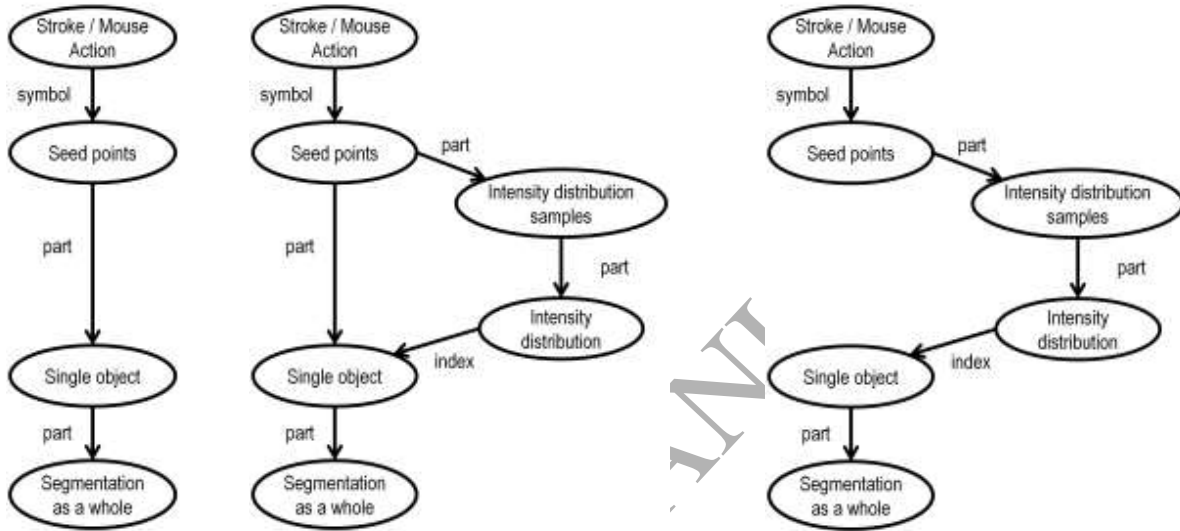 Stroke / Mouse
Action
symbol
Seed points
part
Single object
part
Segmentation
as a whole
Stroke / Mouse
Action
symbol
Seed points
part
Intensity distribution
samples
part
part
Intensity
distribution
index
Single object
part
Segmentation
as a whole
Stroke / Mouse
Action
symbol
Seed points
part
Intensity distribution
samples
part
Intensity
distribution
index
Single object
part
Segmentation
as a whole